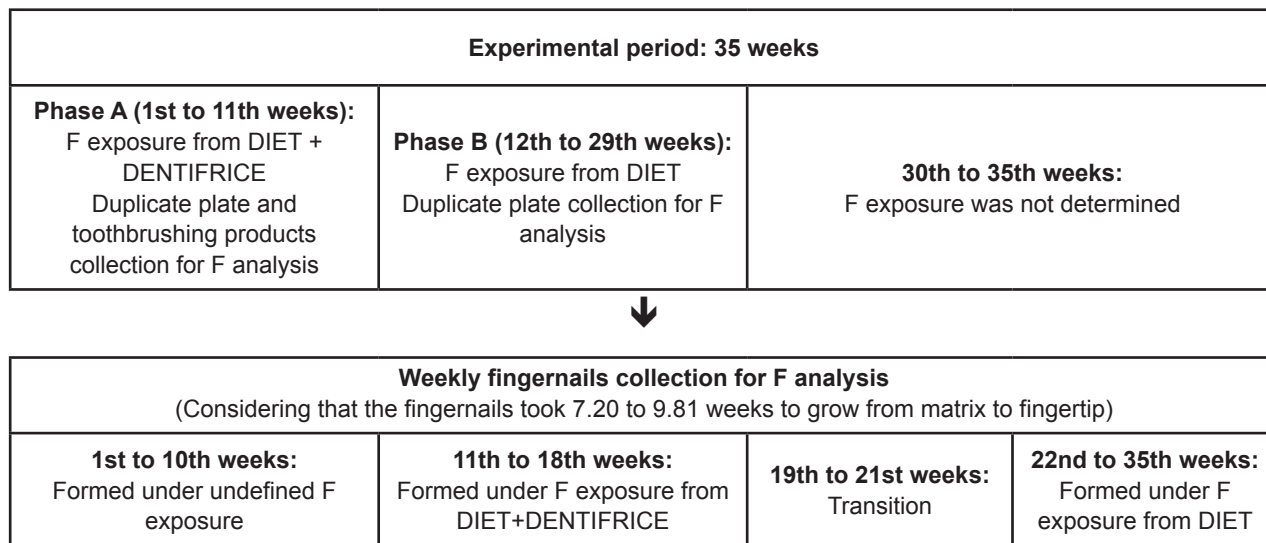 Experimental period: 35 weeks
Phase A (1st to 11th weeks):
F exposure from DIET +
DENTIFRICE
Duplicate plate and
toothbrushing products
collection for F analysis
Phase B (12th to 29th weeks):
F exposure from DIET
Duplicate plate collection for F
analysis
30th to 35th weeks:
F exposure was not determined
Weekly fingernails collection for F analysis
(Considering that the fingernails took 7.20 to 9.81 weeks to grow from matrix to fingertip)
1st to 10th weeks:
Formed under undefined F
exposure
11th to 18th weeks:
Formed under F exposure from
DIET+DENTIFRICE
19th to 21st weeks:
Transition
22nd to 35th weeks:
Formed under F
exposure from DIET